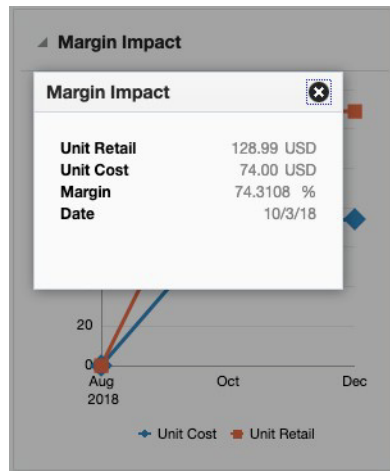 Margin Impact
Margin Impact
Unit Retail 128.99 USD
Unit Cost 74.00 USD
Margin 74.3108 %
Date 10/3/18
20
0
Aug Oct Dec
2018
Unit Cost Unit Retail